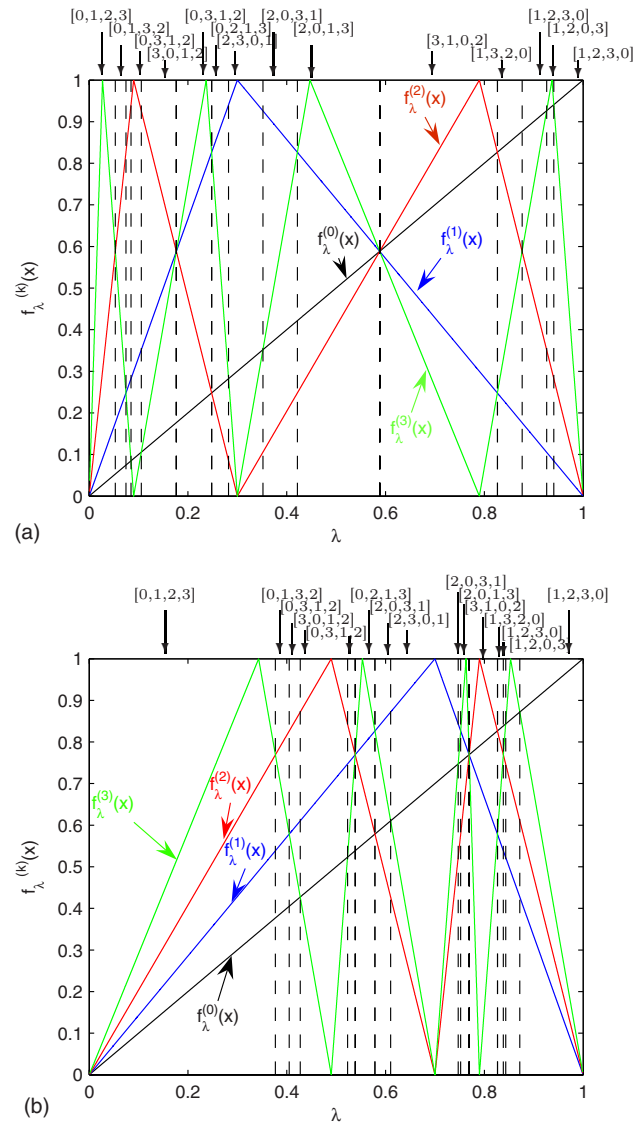 [0,1,2,3] [0,3,1,2] [2,0,3,1] [1,2,3,0]
[0,1,3,2] [0,2,1,3] [2,0,1,3] [3,1,0,2] [1,2,0,3]
[0,3,1,2] [2,3,0,1] [1,3,2,0] [1,2,3,0]
[3,0,1,2]
1
0.9
0.8
0.7
0.6
0.5
0.4
0.3
0.2
0.1
0
f_λ^(k)(x)
f_λ^(2)(x)
f_λ^(0)(x)
f_λ^(1)(x)
f_λ^(3)(x)
0 0.2 0.4 0.6 0.8 1
(a) λ
[0,1,2,3] [0,1,3,2] [0,2,1,3] [2,0,3,1] [1,2,3,0]
[0,3,1,2] [2,0,3,1] [2,0,1,3]
[3,0,1,2] [2,3,0,1] [3,1,0,2]
[0,3,1,2] [1,3,2,0]
[1,2,3,0]
[1,2,0,3]
1
0.9
0.8
0.7
0.6
0.5
0.4
0.3
0.2
0.1
0
f_λ^(k)(x)
f_λ^(3)(x)
f_λ^(2)(x)
f_λ^(1)(x)
f_λ^(0)(x)
0 0.2 0.4 0.6 0.8 1
(b) λ